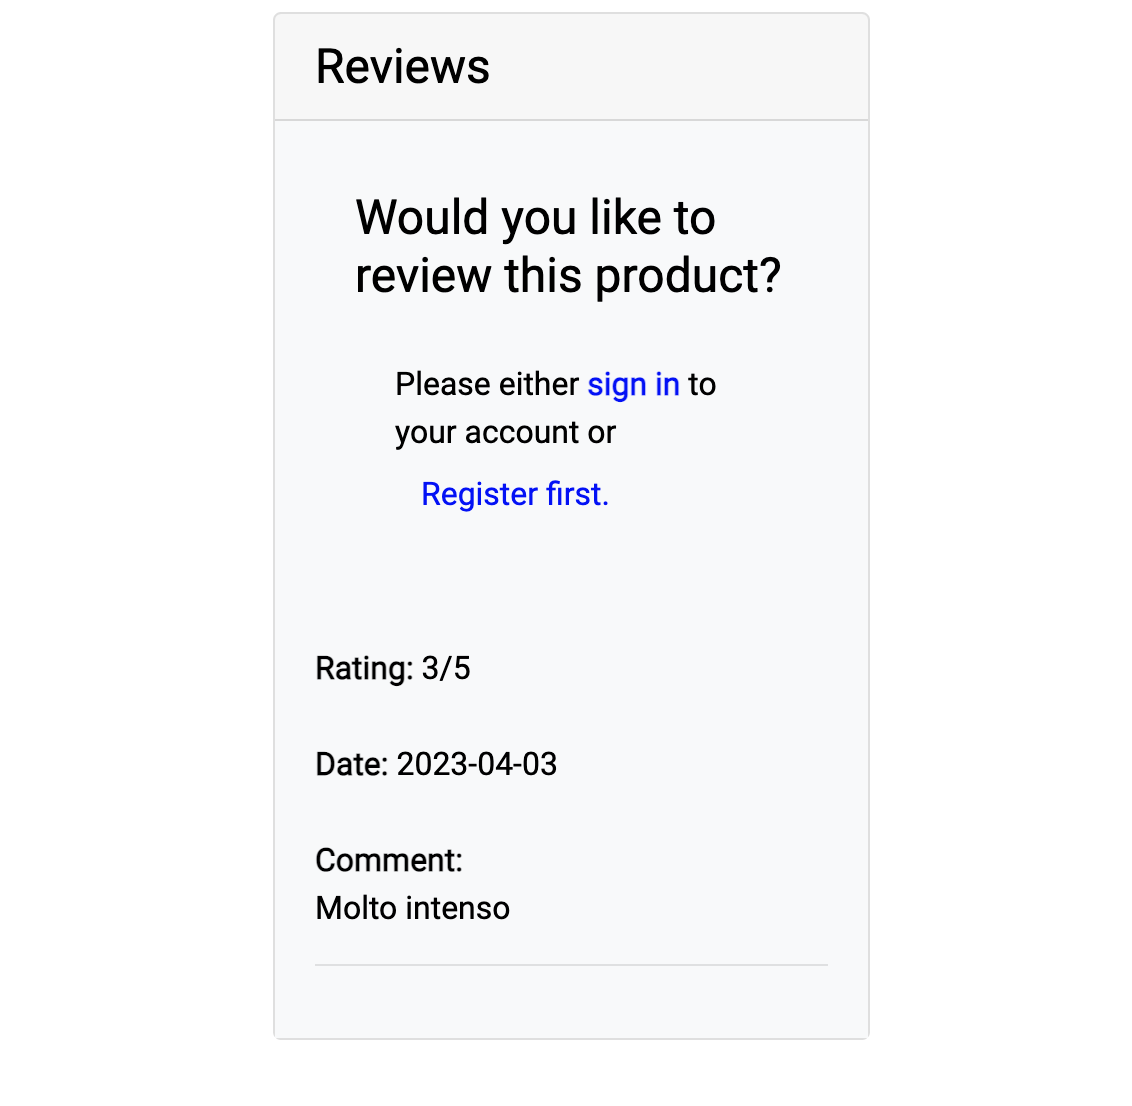 Reviews
Would you like to
review this product?
Please either sign in to
your account or
Register first.
Rating: 3/5
Date: 2023-04-03
Comment:
Molto intenso